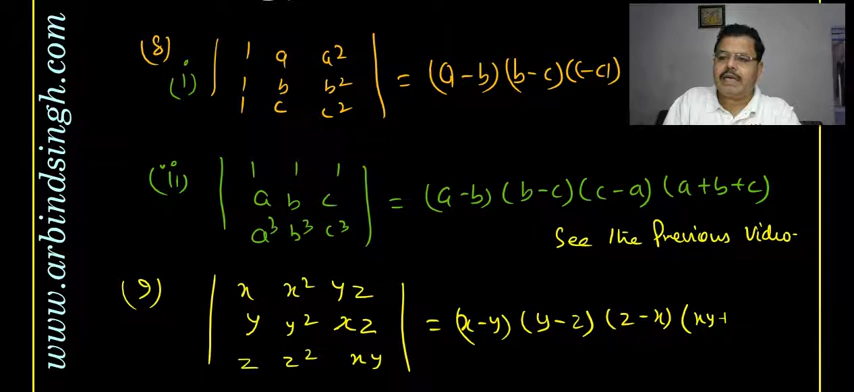 www.arbindsingh.com
(8)
(i) | 1 a a² |
| 1 b b² | = (a-b)(b-c)(c-c1)
| 1 c c² |
(ii) | 1 1 1 |
| a b c | = (a-b)(b-c)(c-a)(a+b+c)
| a³ b³ c³ |
See the Previous Video-
(9) | x x² yz |
| y y² xz | = (x-y)(y-z)(z-x)(xy+
| z z² xy |